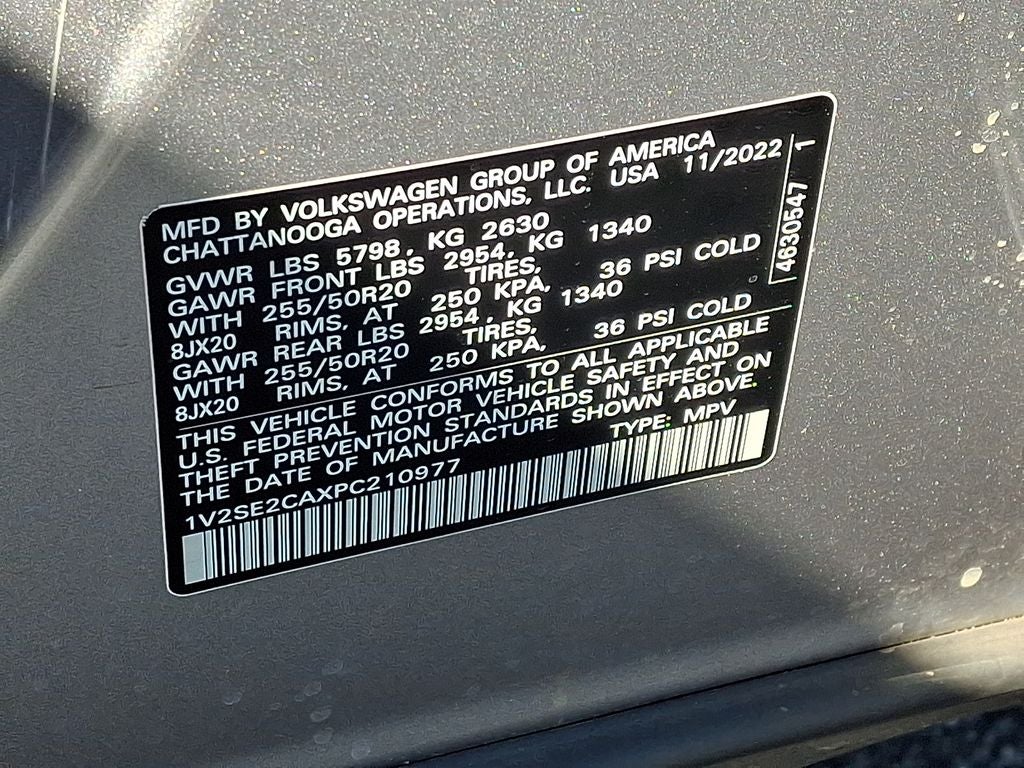 MFD BY VOLKSWAGEN GROUP OF AMERICA
CHATTANOOGA OPERATIONS, LLC. USA 11/2022
GVWR LBS 5798, KG 2630
GAWR FRONT LBS 2954, KG 1340
WITH 255/50R20 TIRES,
8JX20 RIMS, AT 250 KPA, 36 PSI COLD
GAWR REAR LBS 2954, KG 1340
WITH 255/50R20 TIRES,
8JX20 RIMS, AT 250 KPA, 36 PSI COLD
THIS VEHICLE CONFORMS TO ALL APPLICABLE
U.S. FEDERAL MOTOR VEHICLE SAFETY AND
THEFT PREVENTION STANDARDS IN EFFECT ON
THE DATE OF MANUFACTURE SHOWN ABOVE.
1V2SE2CAXPC210977 TYPE: MPV
4630547 1